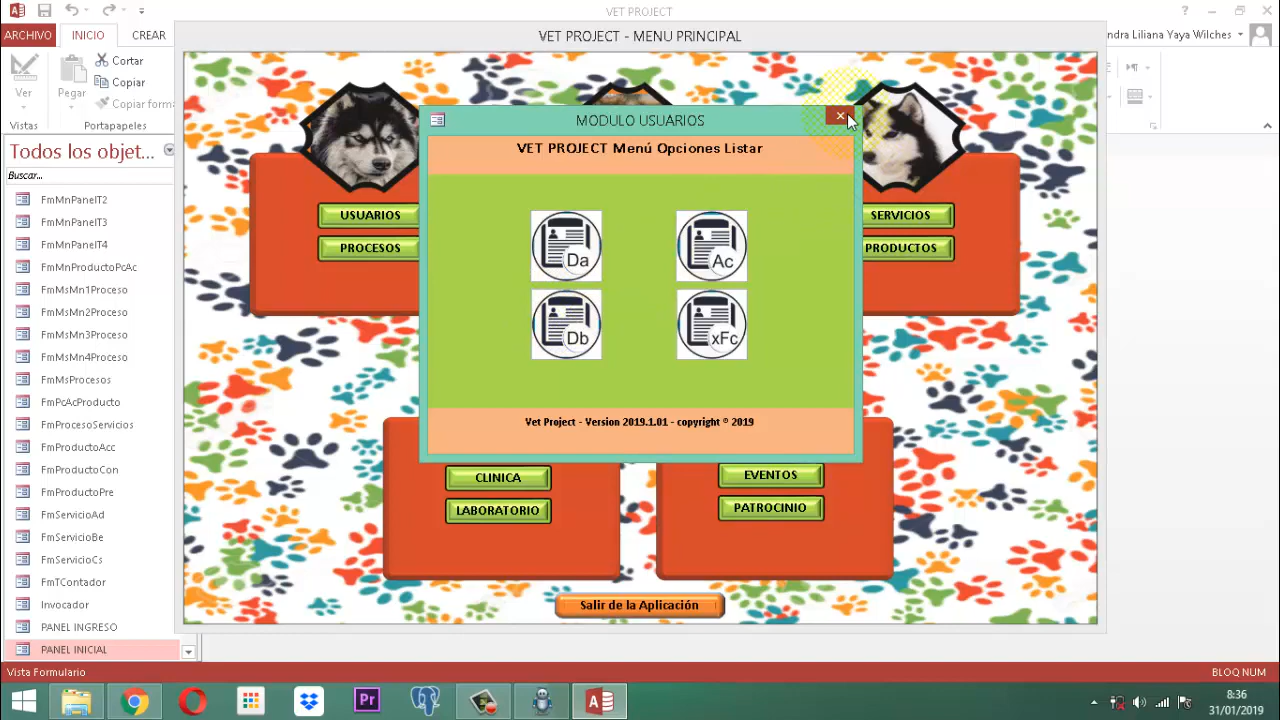 VET PROJECT
?
ARCHIVO
INICIO
CREAR
ndra Liliana Yaya Wilches
Ver
Pegar
Cortar
Copiar
Copiar forma
Vistas
Portapapeles
VET PROJECT - MENU PRINCIPAL
Todos los objet...
Buscar...
FmMnPanelT2
FmMnPanelT3
FmMnPanelT4
FmMnProductoPcAc
FmMsMn1Proceso
FmMsMn2Proceso
FmMsMn3Proceso
FmMsMn4Proceso
FmMsProcesos
FmPcAcProducto
FmProcesoServicios
FmProductoAcc
FmProductoCon
FmProductoPre
FmServicioAd
FmServicioBe
FmServicioCs
FmTContador
Invocador
PANEL INGRESO
PANEL INICIAL
USUARIOS
PROCESOS
SERVICIOS
PRODUCTOS
MODULO USUARIOS
VET PROJECT Menú Opciones Listar
Da
Ac
Db
xFc
Vet Project - Version 2019.1.01 - copyright © 2019
CLINICA
LABORATORIO
EVENTOS
PATROCINIO
Salir de la Aplicación
Vista Formulario
BLOQ NUM
Pr
8:36
31/01/2019